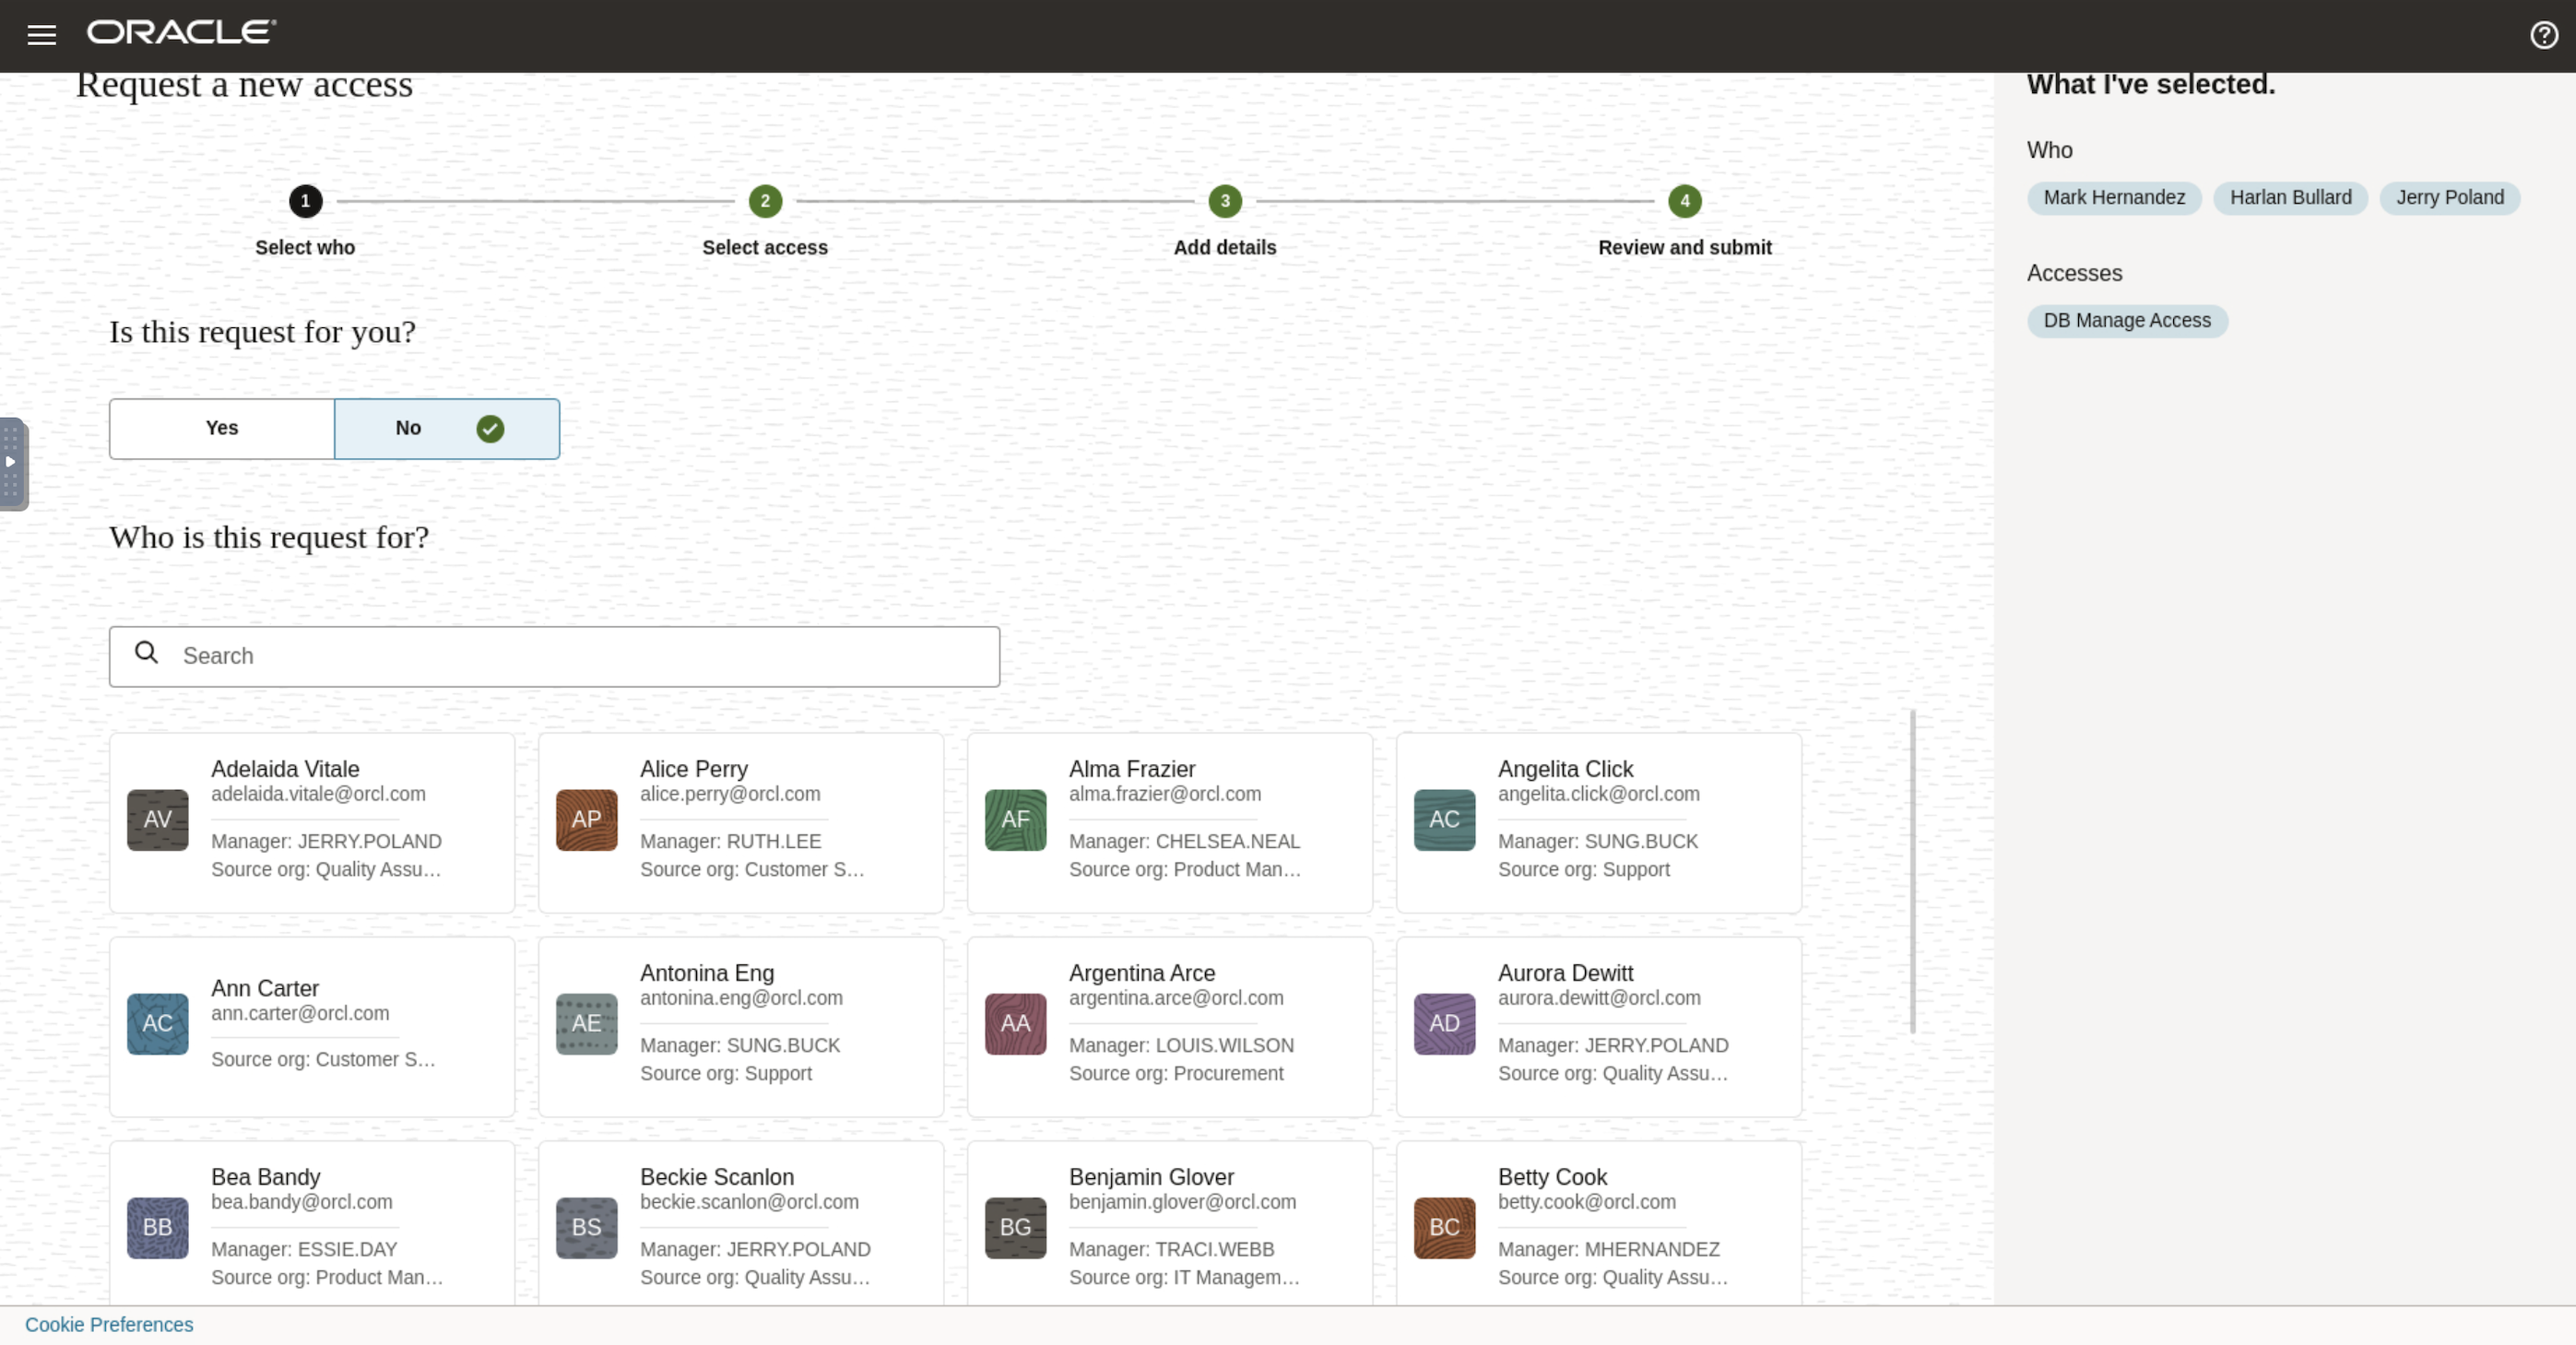 ORACLE
Request a new access
1
2
3
4
Select who
Select access
Add details
Review and submit
Is this request for you?
Yes
No
Who is this request for?
Search
AV
Adelaida Vitale
adelaida.vitale@orcl.com
Manager: JERRY.POLAND
Source org: Quality Assu...
AP
Alice Perry
alice.perry@orcl.com
Manager: RUTH.LEE
Source org: Customer S...
AF
Alma Frazier
alma.frazier@orcl.com
Manager: CHELSEA.NEAL
Source org: Product Man...
AC
Angelita Click
angelita.click@orcl.com
Manager: SUNG.BUCK
Source org: Support
AC
Ann Carter
ann.carter@orcl.com
Source org: Customer S...
AE
Antonina Eng
antonina.eng@orcl.com
Manager: SUNG.BUCK
Source org: Support
AA
Argentina Arce
argentina.arce@orcl.com
Manager: LOUIS.WILSON
Source org: Procurement
AD
Aurora Dewitt
aurora.dewitt@orcl.com
Manager: JERRY.POLAND
Source org: Quality Assu...
BB
Bea Bandy
bea.bandy@orcl.com
Manager: ESSIE.DAY
Source org: Product Man...
BS
Beckie Scanlon
beckie.scanlon@orcl.com
Manager: JERRY.POLAND
Source org: Quality Assu...
BG
Benjamin Glover
benjamin.glover@orcl.com
Manager: TRACI.WEBB
Source org: IT Managem...
BC
Betty Cook
betty.cook@orcl.com
Manager: MHERNANDEZ
Source org: Quality Assu...
What I've selected.
Who
Mark Hernandez
Harlan Bullard
Jerry Poland
Accesses
DB Manage Access
Cookie Preferences